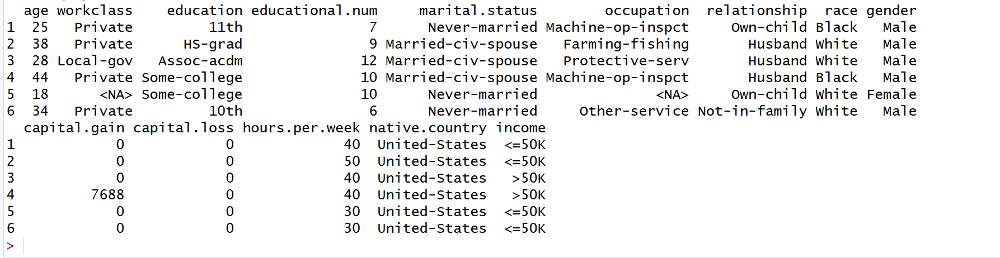 age workclass education educational.num marital.status occupation relationship race gender
1 25 Private 11th 7 Never-married Machine-op-inspct Own-child Black Male
2 38 Private HS-grad 9 Married-civ-spouse Farming-fishing Husband White Male
3 28 Local-gov Assoc-acdm 12 Married-civ-spouse Protective-serv Husband White Male
4 44 Private Some-college 10 Married-civ-spouse Machine-op-inspct Husband Black Male
5 18 <NA> Some-college 10 Never-married <NA> Own-child White Female
6 34 Private 10th 6 Never-married Other-service Not-in-family White Male
capital.gain capital.loss hours.per.week native.country income
1 0 0 40 United-States <=50K
2 0 0 50 United-States <=50K
3 0 0 40 United-States >50K
4 7688 0 40 United-States >50K
5 0 0 30 United-States <=50K
6 0 0 30 United-States <=50K
>